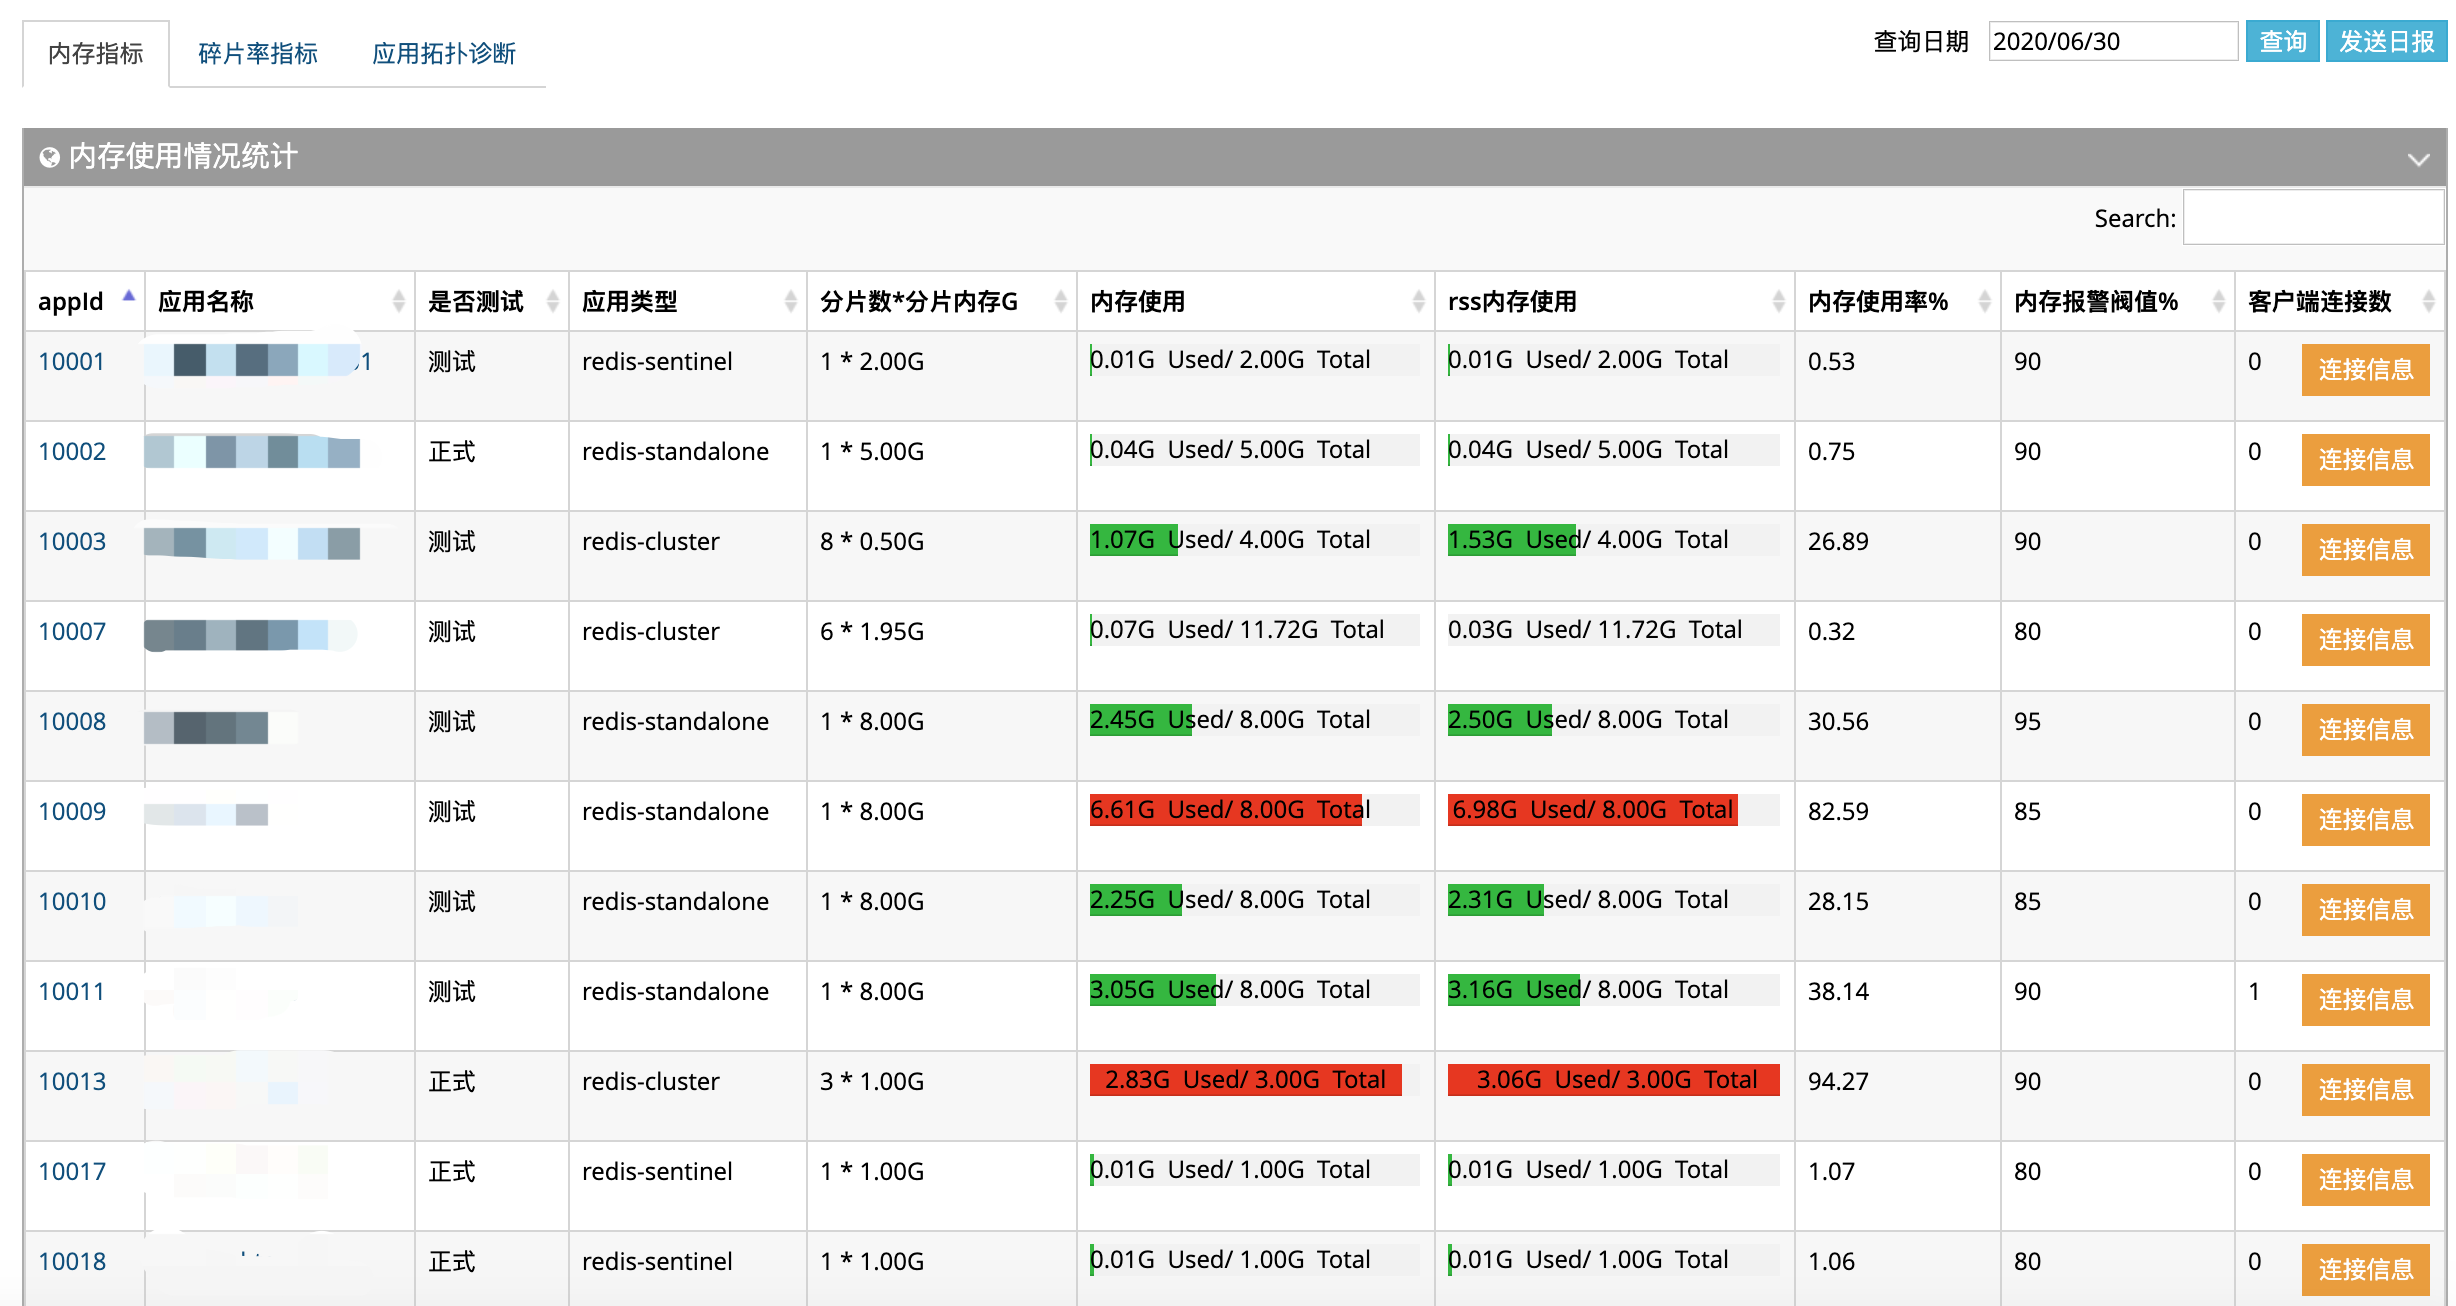 内存指标 碎片率指标 应用拓扑诊断 查询日期 2020/06/30 查询 发送日报
内存使用情况统计
Search:
appId 应用名称 是否测试 应用类型 分片数*分片内存G 内存使用 rss内存使用 内存使用率% 内存报警阀值% 客户端连接数
10001 测试 redis-sentinel 1 * 2.00G 0.01G Used/ 2.00G Total 0.01G Used/ 2.00G Total 0.53 90 0 连接信息
10002 正式 redis-standalone 1 * 5.00G 0.04G Used/ 5.00G Total 0.04G Used/ 5.00G Total 0.75 90 0 连接信息
10003 测试 redis-cluster 8 * 0.50G 1.07G Used/ 4.00G Total 1.53G Used/ 4.00G Total 26.89 90 0 连接信息
10007 测试 redis-cluster 6 * 1.95G 0.07G Used/ 11.72G Total 0.03G Used/ 11.72G Total 0.32 80 0 连接信息
10008 测试 redis-standalone 1 * 8.00G 2.45G Used/ 8.00G Total 2.50G Used/ 8.00G Total 30.56 95 0 连接信息
10009 测试 redis-standalone 1 * 8.00G 6.61G Used/ 8.00G Total 6.98G Used/ 8.00G Total 82.59 85 0 连接信息
10010 测试 redis-standalone 1 * 8.00G 2.25G Used/ 8.00G Total 2.31G Used/ 8.00G Total 28.15 85 0 连接信息
10011 测试 redis-standalone 1 * 8.00G 3.05G Used/ 8.00G Total 3.16G Used/ 8.00G Total 38.14 90 1 连接信息
10013 正式 redis-cluster 3 * 1.00G 2.83G Used/ 3.00G Total 3.06G Used/ 3.00G Total 94.27 90 0 连接信息
10017 正式 redis-sentinel 1 * 1.00G 0.01G Used/ 1.00G Total 0.01G Used/ 1.00G Total 1.07 80 0 连接信息
10018 正式 redis-sentinel 1 * 1.00G 0.01G Used/ 1.00G Total 0.01G Used/ 1.00G Total 1.06 80 0 连接信息